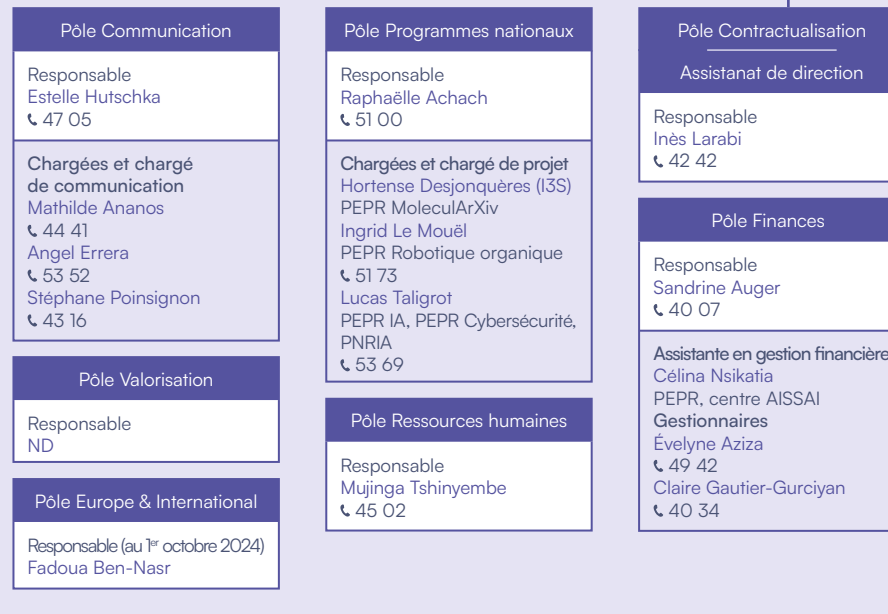 Pôle Communication
Responsable
Estelle Hutschka
47 05
Chargées et chargé
de communication
Mathilde Ananos
44 41
Angel Errera
53 52
Stéphane Poinsignon
43 16
Pôle Valorisation
Responsable
ND
Pôle Europe & International
Responsable (au 1er octobre 2024)
Fadoua Ben-Nasr
Pôle Programmes nationaux
Responsable
Raphaëlle Achach
51 00
Chargées et chargé de projet
Hortense Desjonquères (I3S)
PEPR MoleculArXiv
Ingrid Le Mouël
PEPR Robotique organique
51 73
Lucas Taligrot
PEPR IA, PEPR Cybersécurité,
PNRIA
53 69
Pôle Ressources humaines
Responsable
Mujinga Tshinyembe
45 02
Pôle Contractualisation
Assistanat de direction
Responsable
Inès Larabi
42 42
Pôle Finances
Responsable
Sandrine Auger
40 07
Assistante en gestion financière
Célina Nsikatia
PEPR, centre AISSAI
Gestionnaires
Évelyne Aziza
49 42
Claire Gautier-Gurciyan
40 34